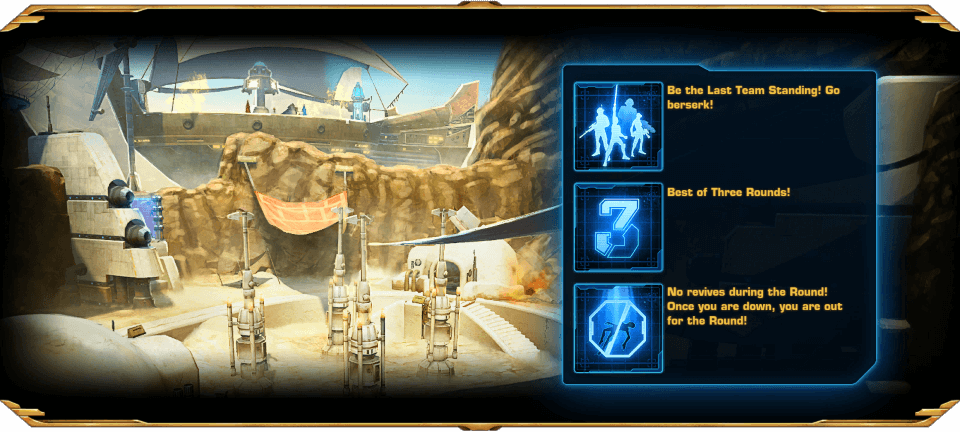 Be the Last Team Standing! Go
berserk!
3
Best of Three Rounds!
No revives during the Round!
Once you are down, you are out
for the Round!